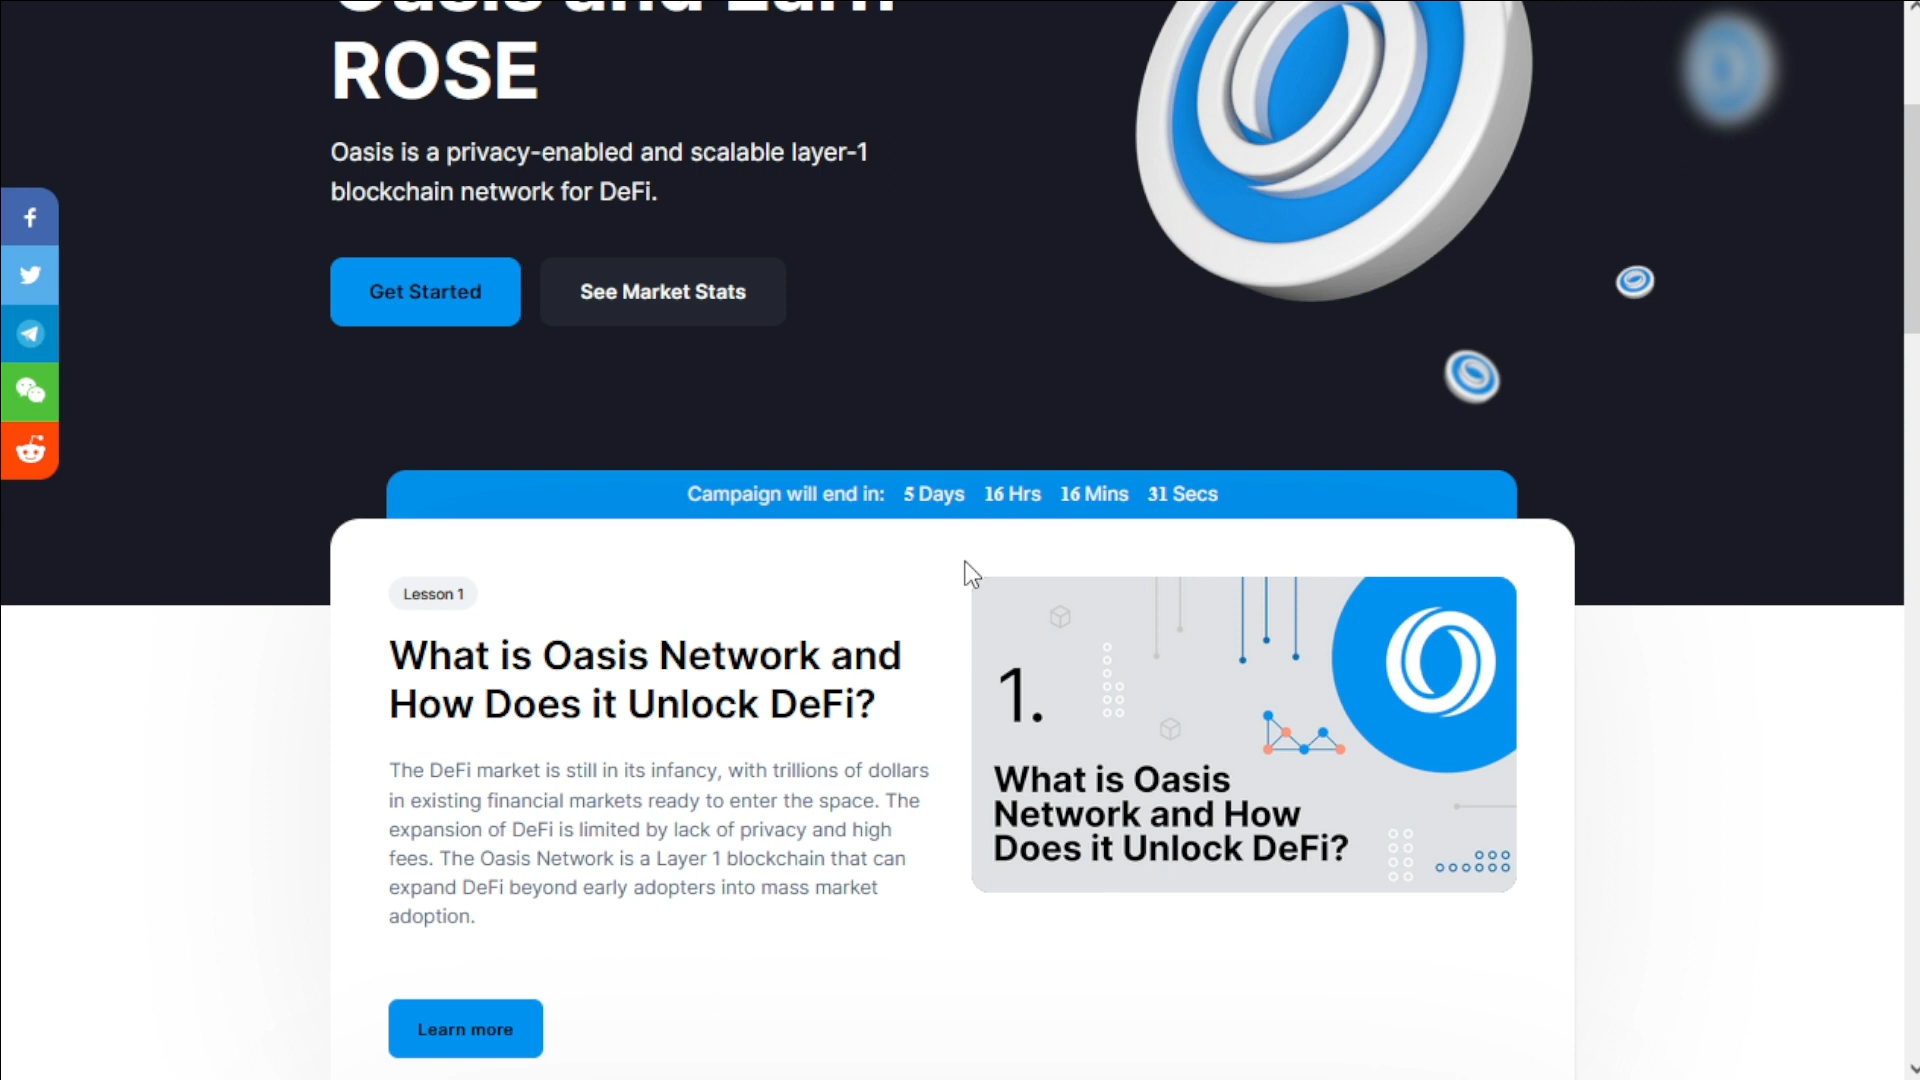 Oasis and Earn
ROSE
Oasis is a privacy-enabled and scalable layer-1
blockchain network for DeFi.
Get Started
See Market Stats
Campaign will end in: 5 Days 16 Hrs 16 Mins 31 Secs
Lesson 1
What is Oasis Network and
How Does it Unlock DeFi?
The DeFi market is still in its infancy, with trillions of dollars
in existing financial markets ready to enter the space. The
expansion of DeFi is limited by lack of privacy and high
fees. The Oasis Network is a Layer 1 blockchain that can
expand DeFi beyond early adopters into mass market
adoption.
Learn more
1.
What is Oasis
Network and How
Does it Unlock DeFi?